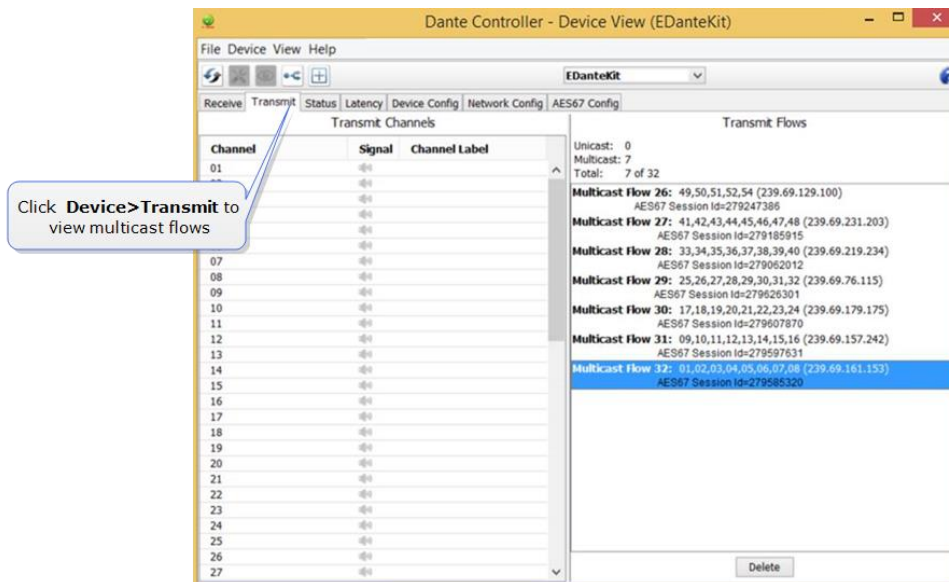 Dante Controller - Device View (EDanteKit)
File Device View Help
EDanteKit
Receive Transmit Status Latency Device Config Network Config AES67 Config
Transmit Channels
Channel Signal Channel Label
01
07
08
09
10
11
12
13
14
15
16
17
18
19
20
21
22
23
24
25
26
27
Click Device>Transmit to
view multicast flows
Transmit Flows
Unicast: 0
Multicast: 7
Total: 7 of 32
Multicast Flow 26: 49,50,51,52,54 (239.69.129.100)
AES67 Session Id=279247386
Multicast Flow 27: 41,42,43,44,45,46,47,48 (239.69.231.203)
AES67 Session Id=279185915
Multicast Flow 28: 33,34,35,36,37,38,39,40 (239.69.219.234)
AES67 Session Id=279062012
Multicast Flow 29: 25,26,27,28,29,30,31,32 (239.69.76.115)
AES67 Session Id=279626301
Multicast Flow 30: 17,18,19,20,21,22,23,24 (239.69.179.175)
AES67 Session Id=279607870
Multicast Flow 31: 09,10,11,12,13,14,15,16 (239.69.157.242)
AES67 Session Id=279597631
Multicast Flow 32: 01,02,03,04,05,06,07,08 (239.69.161.153)
AES67 Session Id=279585320
Delete